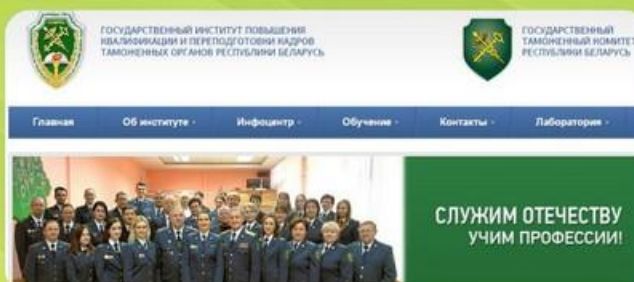 ГОСУДАРСТВЕННЫЙ ИНСТИТУТ ПОВЫШЕНИЯ
КВАЛИФИКАЦИИ И ПЕРЕПОДГОТОВКИ КАДРОВ
ТАМОЖЕННЫХ ОРГАНОВ РЕСПУБЛИКИ БЕЛАРУСЬ
ГОСУДАРСТВЕННЫЙ
ТАМОЖЕННЫЙ КОМИТЕТ
РЕСПУБЛИКИ БЕЛАРУСЬ
Главная Об институте Инфоцентр Обучение Контакты Лаборатория
СЛУЖИМ ОТЕЧЕСТВУ
УЧИМ ПРОФЕССИИ!